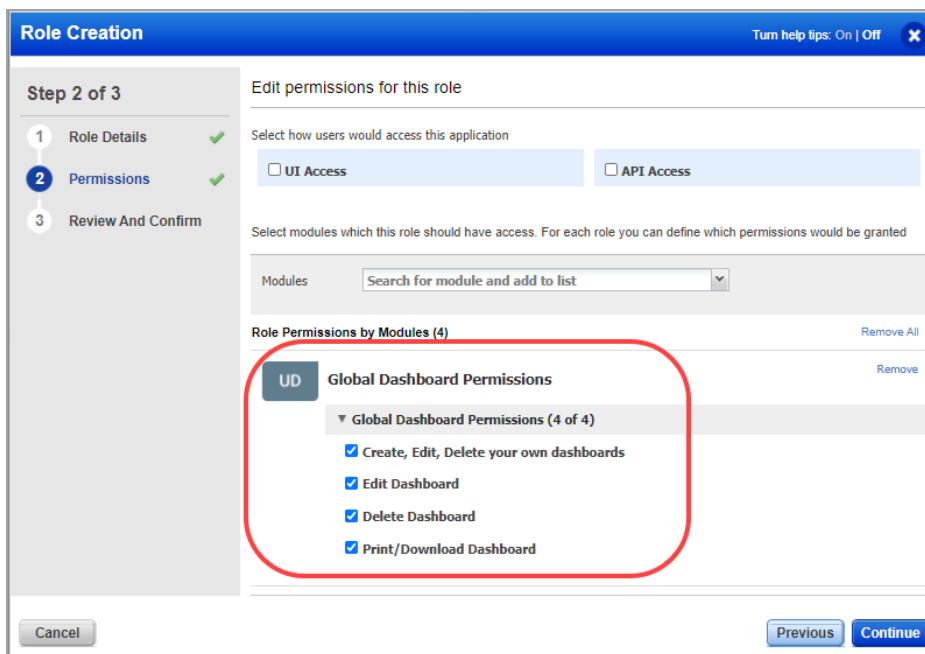 Role Creation
Turn help tips: On | Off
Step 2 of 3
1 Role Details
2 Permissions
3 Review And Confirm
Edit permissions for this role
Select how users would access this application
UI Access
API Access
Select modules which this role should have access. For each role you can define which permissions would be granted
Modules
Search for module and add to list
Role Permissions by Modules (4)
Remove All
UD
Global Dashboard Permissions
Remove
Global Dashboard Permissions (4 of 4)
Create, Edit, Delete your own dashboards
Edit Dashboard
Delete Dashboard
Print/Download Dashboard
Cancel
Previous
Continue